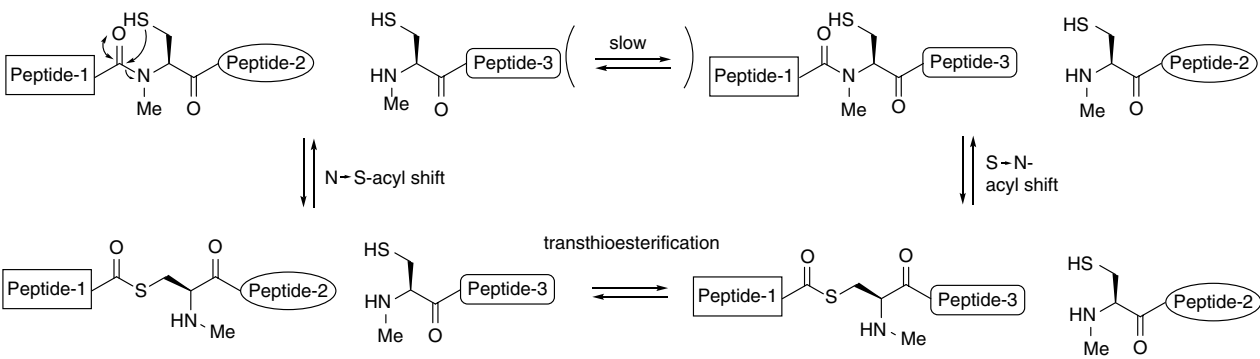 HS
O
Peptide-1
N
Me
O
Peptide-2
HS
HN
Me
O
Peptide-3
slow
HS
O
Peptide-1
N
Me
O
Peptide-3
HS
HN
Me
O
Peptide-2
N→S-acyl shift
S→N-
acyl shift
O
Peptide-1
S
O
Peptide-2
HN
Me
HS
HN
Me
O
Peptide-3
transthioesterification
O
Peptide-1
S
O
Peptide-3
HN
Me
HS
HN
Me
O
Peptide-2